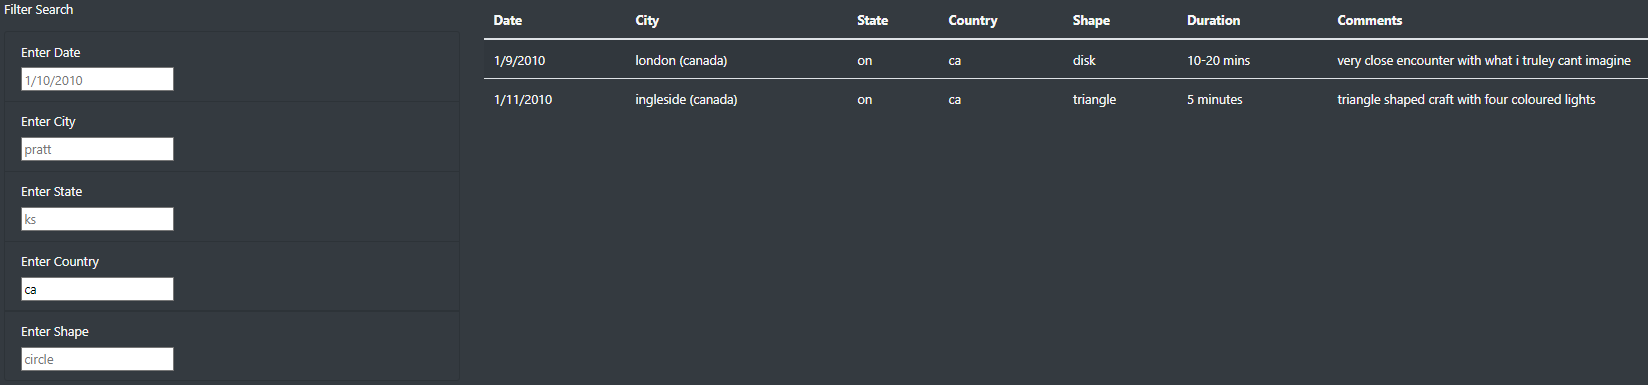 Filter Search
Enter Date
1/10/2010
Enter City
pratt
Enter State
ks
Enter Country
ca
Enter Shape
circle
Date City State Country Shape Duration Comments
1/9/2010 london (canada) on ca disk 10-20 mins very close encounter with what i truley cant imagine
1/11/2010 ingleside (canada) on ca triangle 5 minutes triangle shaped craft with four coloured lights